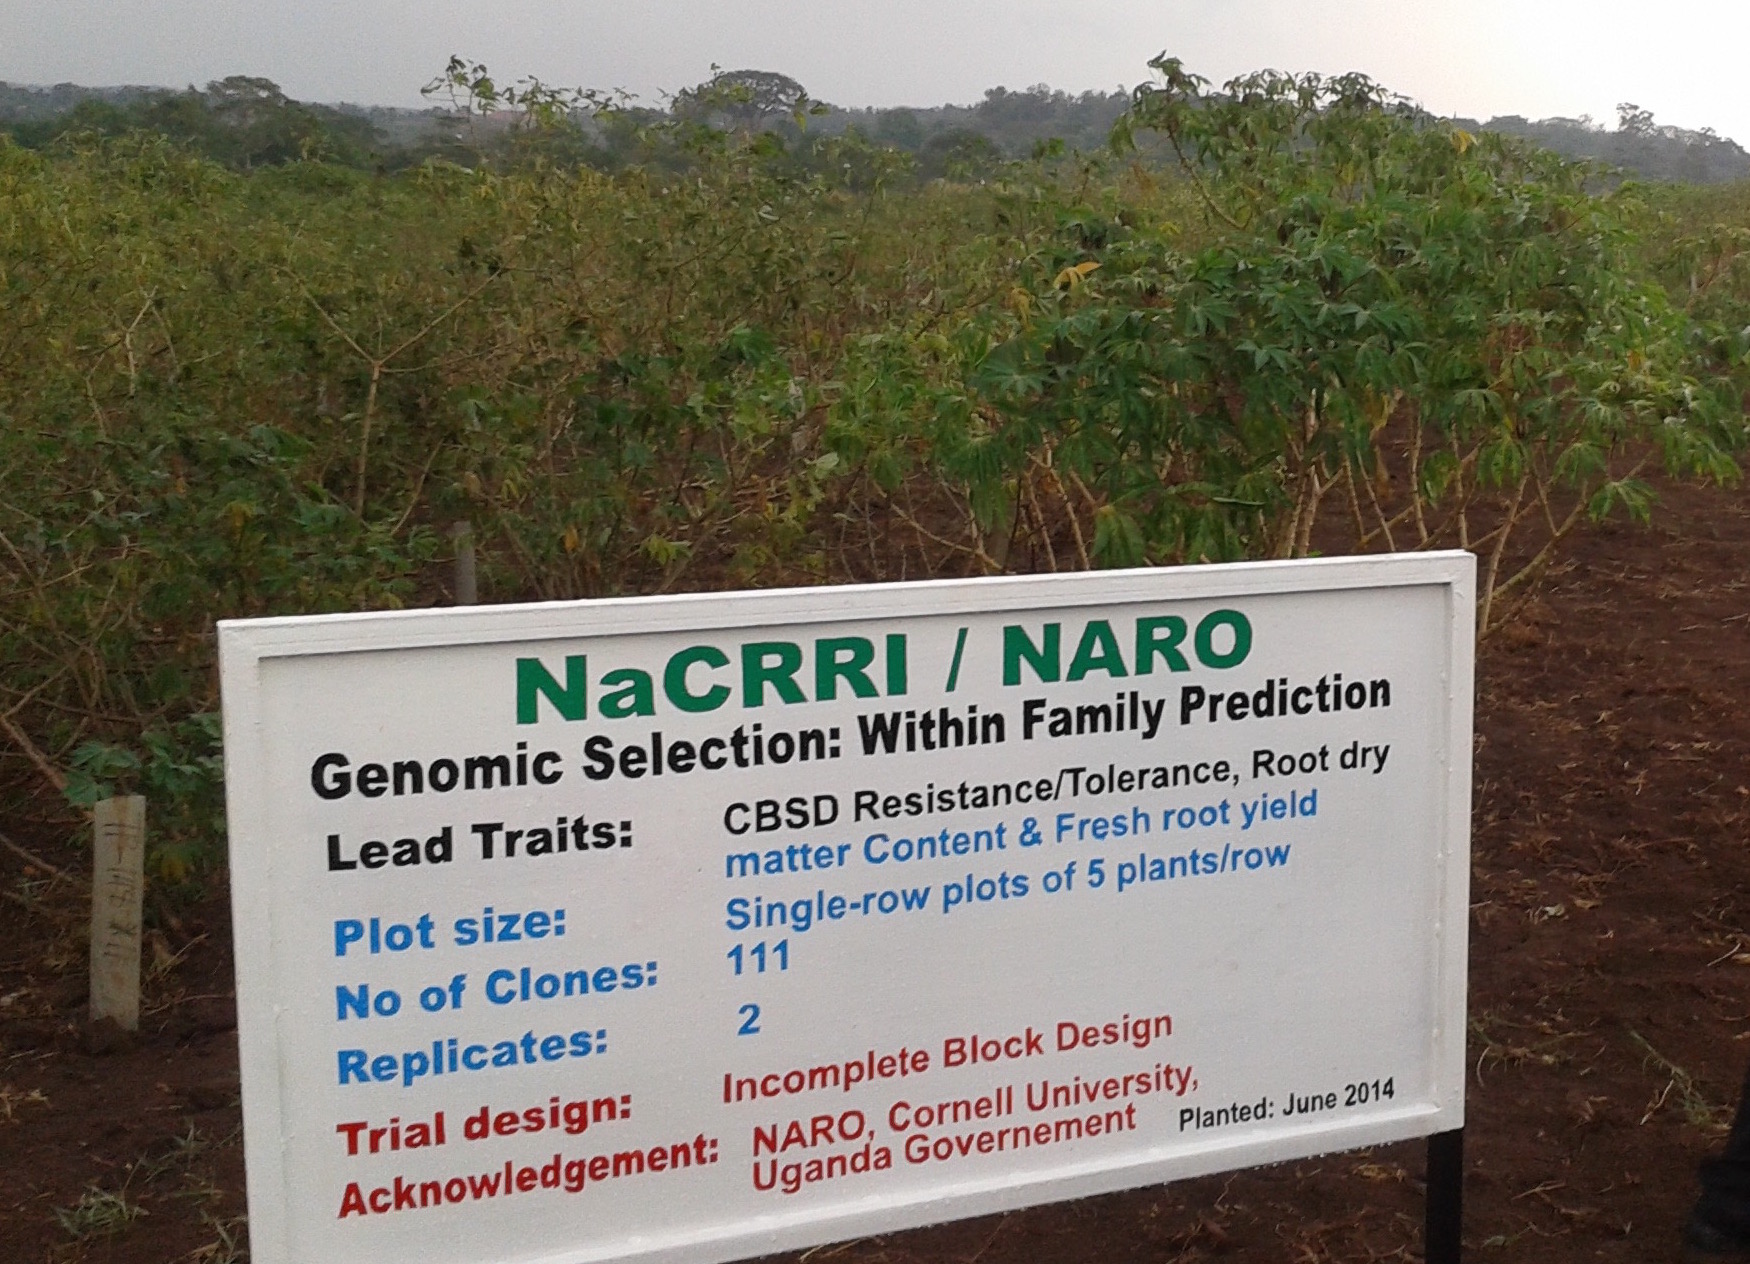 NaCRRI / NARO
Genomic Selection: Within Family Prediction
Lead Traits: CBSD Resistance/Tolerance, Root dry
matter Content & Fresh root yield
Plot size: Single-row plots of 5 plants/row
No of Clones: 111
Replicates: 2
Trial design: Incomplete Block Design
Acknowledgement: NARO, Cornell University,
Uganda Governement
Planted: June 2014